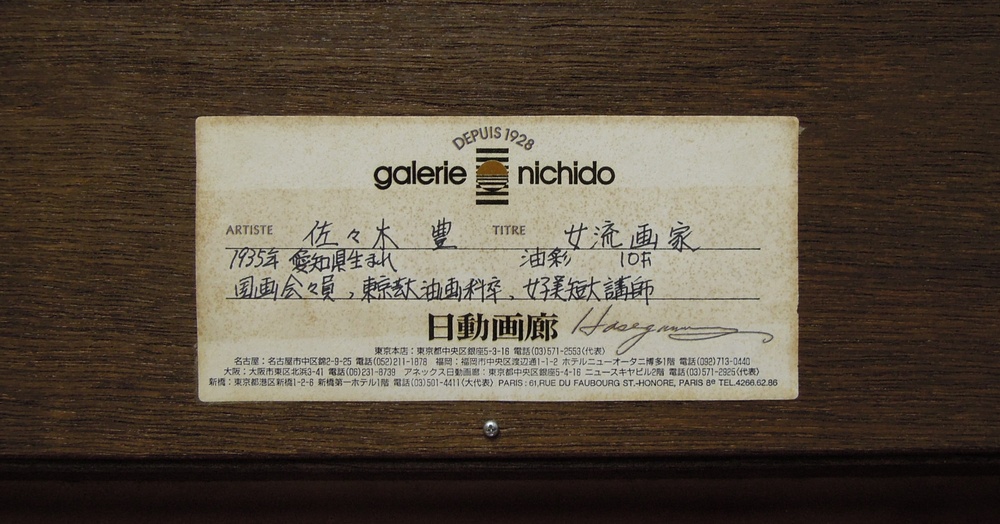 DEPUIS 1928
galerie nichido
ARTISTE 佐々木 豊 TITRE 女流画家
1935年 愛知県生まれ 油彩 10F
国画会々員、東京芸大油画科卒、女子美短大講師
日動画廊 Hasegawa
東京本店：東京都中央区銀座5-3-16 電話(03)571-2553(代表)
名古屋：名古屋市中区錦2-9-25 電話(052)211-1878 福岡：福岡市中央区渡辺通1-1-2 ホテルニューオータニ博多1階 電話(092)713-0440
大阪：大阪市東区北浜3-41 電話(06)231-8739 アネックス日動画廊：東京都中央区銀座5-4-16 ニュースキヤビル2階 電話(03)571-2925(代表)
新橋：東京都港区新橋1-2-6 新橋第一ホテル1階 電話(03)501-4411(大代表) PARIS : 61,RUE DU FAUBOURG ST.-HONORE, PARIS 8e TEL.4266.62.86